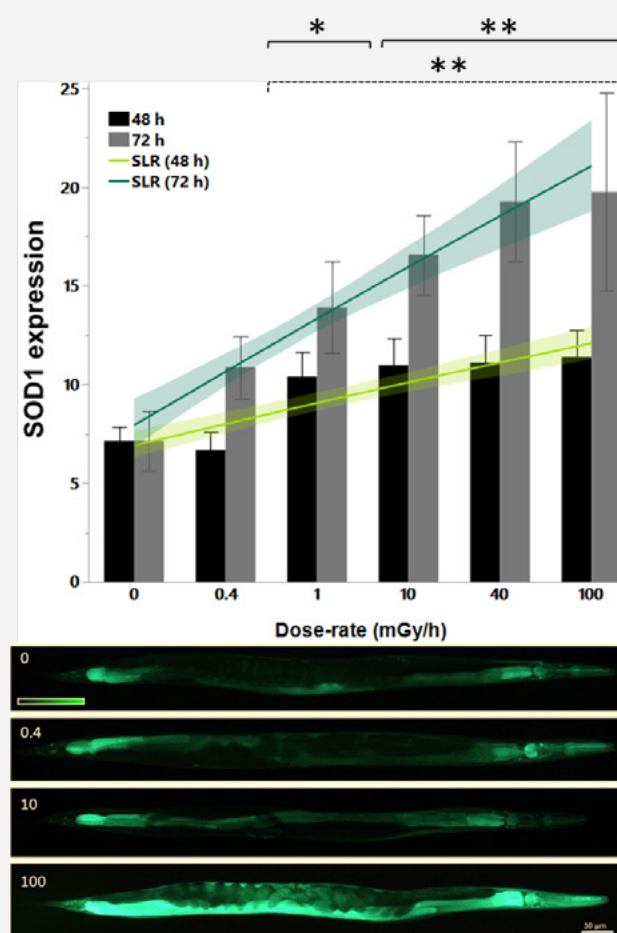 *
**
**
25
48 h
72 h
SLR (48 h)
SLR (72 h)
20
15
10
5
0
SOD1 expression
0 0.4 1 10 40 100
Dose-rate (mGy/h)
0
0.4
10
100
50 µm